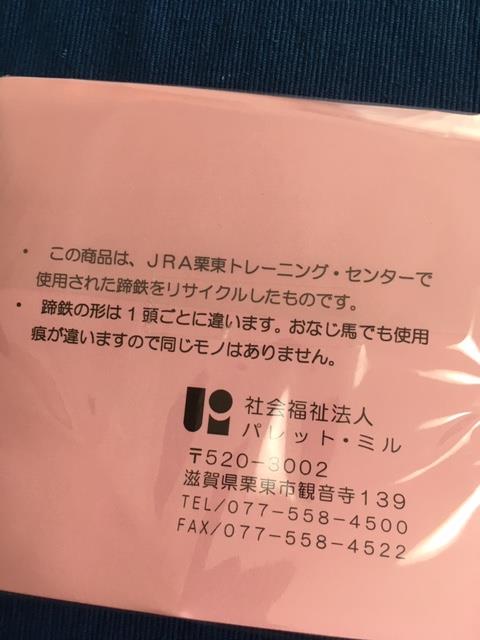 ・ この商品は、JRA栗東トレーニング・センターで
使用された蹄鉄をリサイクルしたものです。
・ 蹄鉄の形は1頭ごとに違います。おなじ馬でも使用
痕が違いますので同じモノはありません。
社会福祉法人
パレット・ミル
〒520-3002
滋賀県栗東市観音寺139
TEL/077-558-4500
FAX/077-558-4522